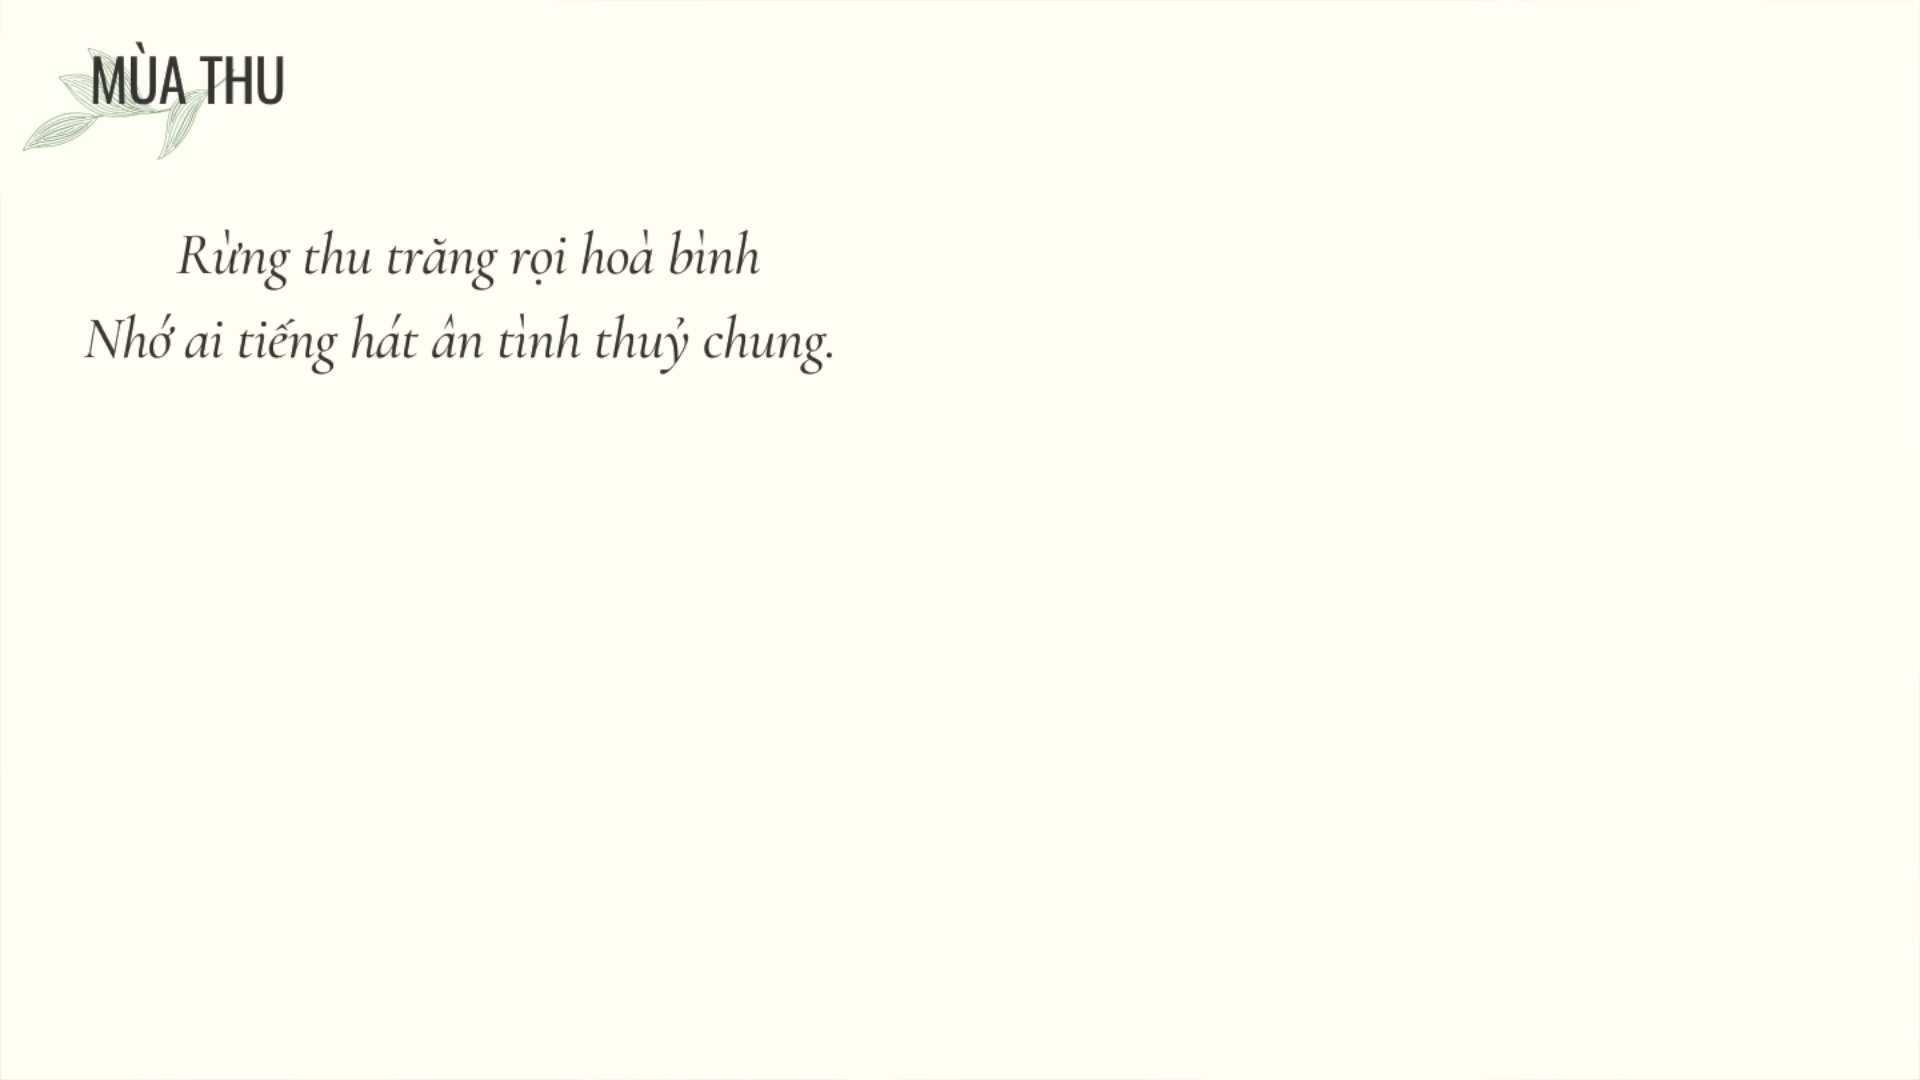 MÙA THU
Rừng thu trăng rọi hoà bình
Nhớ ai tiếng hát ân tình thuỷ chung.